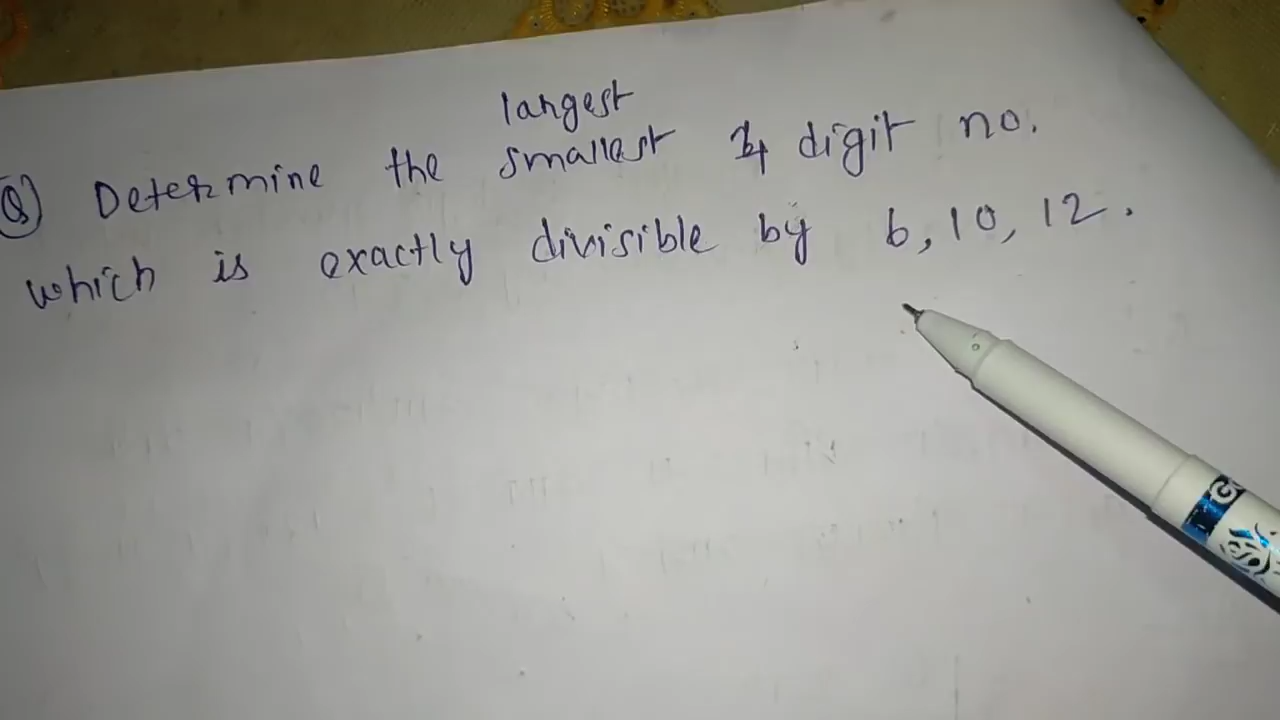 largest
Q) Determine the smallest 4 digit no.
which is exactly divisible by 6, 10, 12.